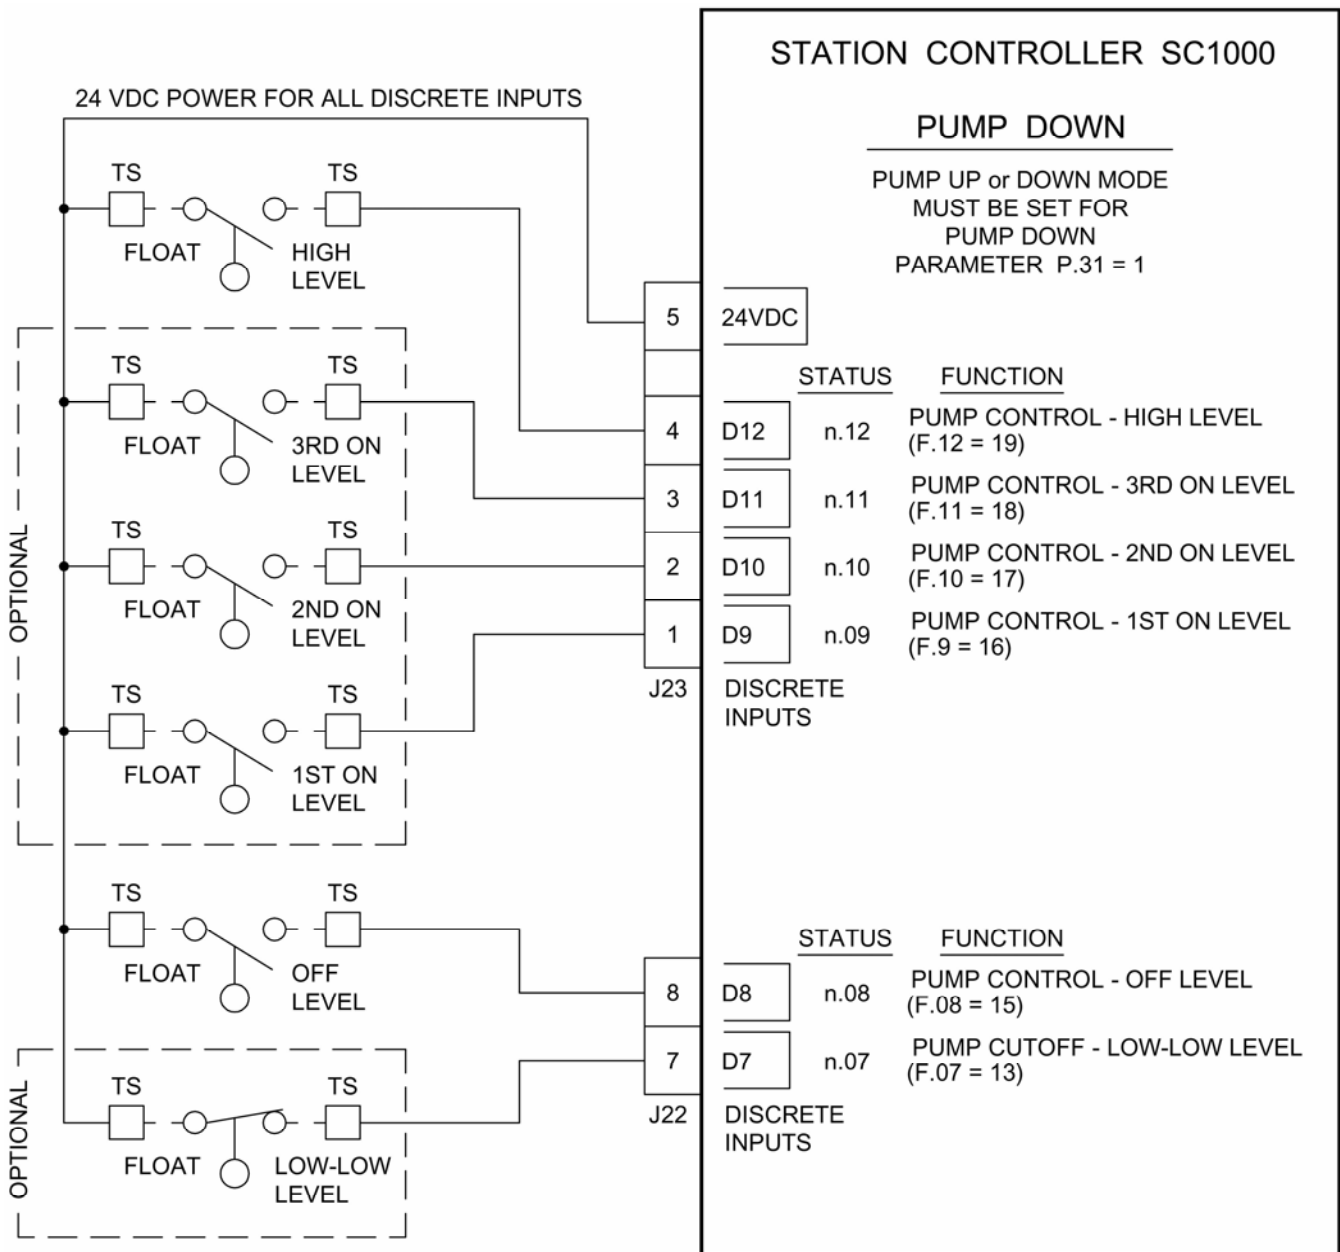 STATION CONTROLLER SC1000
PUMP DOWN
PUMP UP or DOWN MODE
MUST BE SET FOR
PUMP DOWN
PARAMETER P.31 = 1
24 VDC POWER FOR ALL DISCRETE INPUTS
TS TS
FLOAT HIGH
LEVEL
OPTIONAL
TS TS
FLOAT 3RD ON
LEVEL
TS TS
FLOAT 2ND ON
LEVEL
TS TS
FLOAT 1ST ON
LEVEL
TS TS
FLOAT OFF
LEVEL
OPTIONAL
TS TS
FLOAT LOW-LOW
LEVEL
5 24VDC
STATUS FUNCTION
4 D12 n.12 PUMP CONTROL - HIGH LEVEL
(F.12 = 19)
3 D11 n.11 PUMP CONTROL - 3RD ON LEVEL
(F.11 = 18)
2 D10 n.10 PUMP CONTROL - 2ND ON LEVEL
(F.10 = 17)
1 D9 n.09 PUMP CONTROL - 1ST ON LEVEL
(F.9 = 16)
J23 DISCRETE
INPUTS
STATUS FUNCTION
8 D8 n.08 PUMP CONTROL - OFF LEVEL
(F.08 = 15)
7 D7 n.07 PUMP CUTOFF - LOW-LOW LEVEL
(F.07 = 13)
J22 DISCRETE
INPUTS